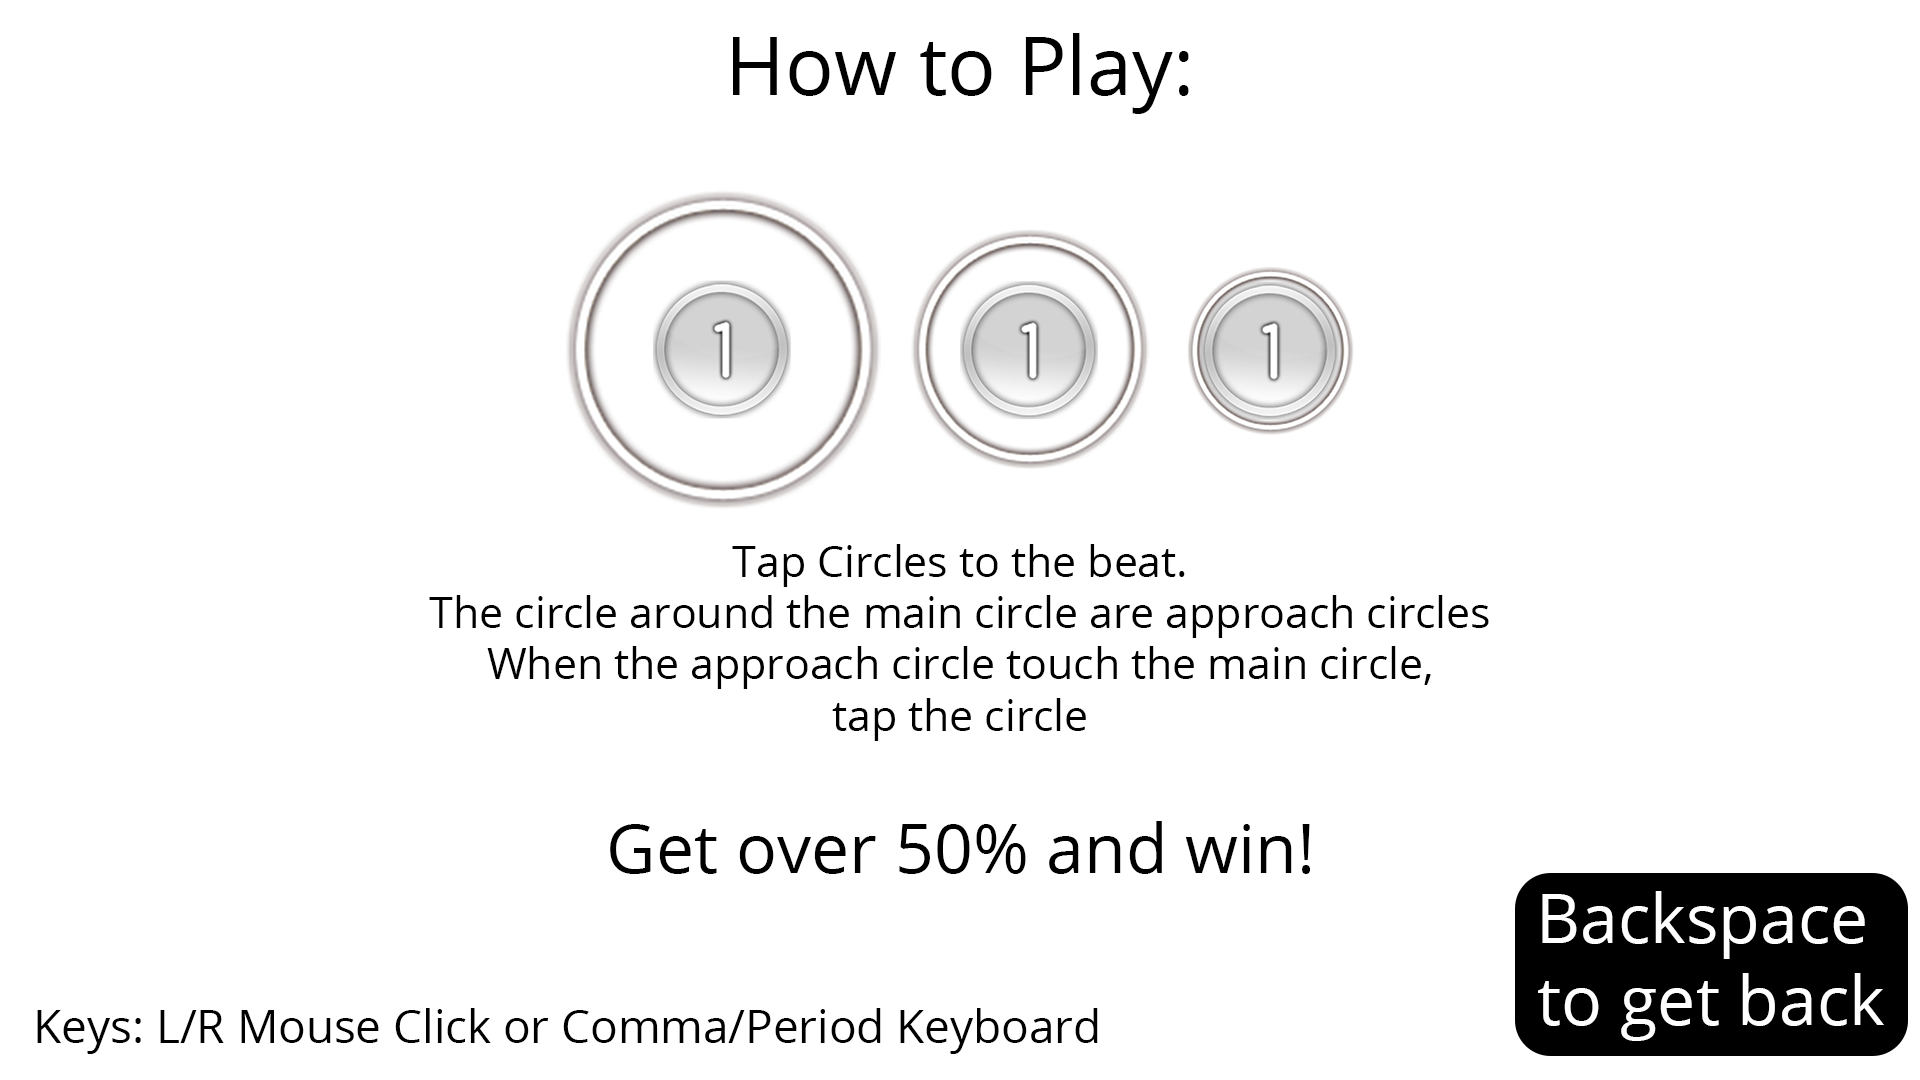 How to Play:
1 1 1
Tap Circles to the beat.
The circle around the main circle are approach circles
When the approach circle touch the main circle,
tap the circle
Get over 50% and win!
Backspace
to get back
Keys: L/R Mouse Click or Comma/Period Keyboard